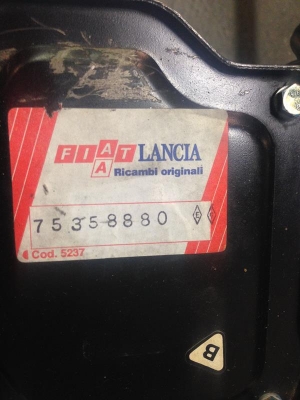 FIAT LANCIA
A
Ricambi originali
75358880
Cod. 5237
B